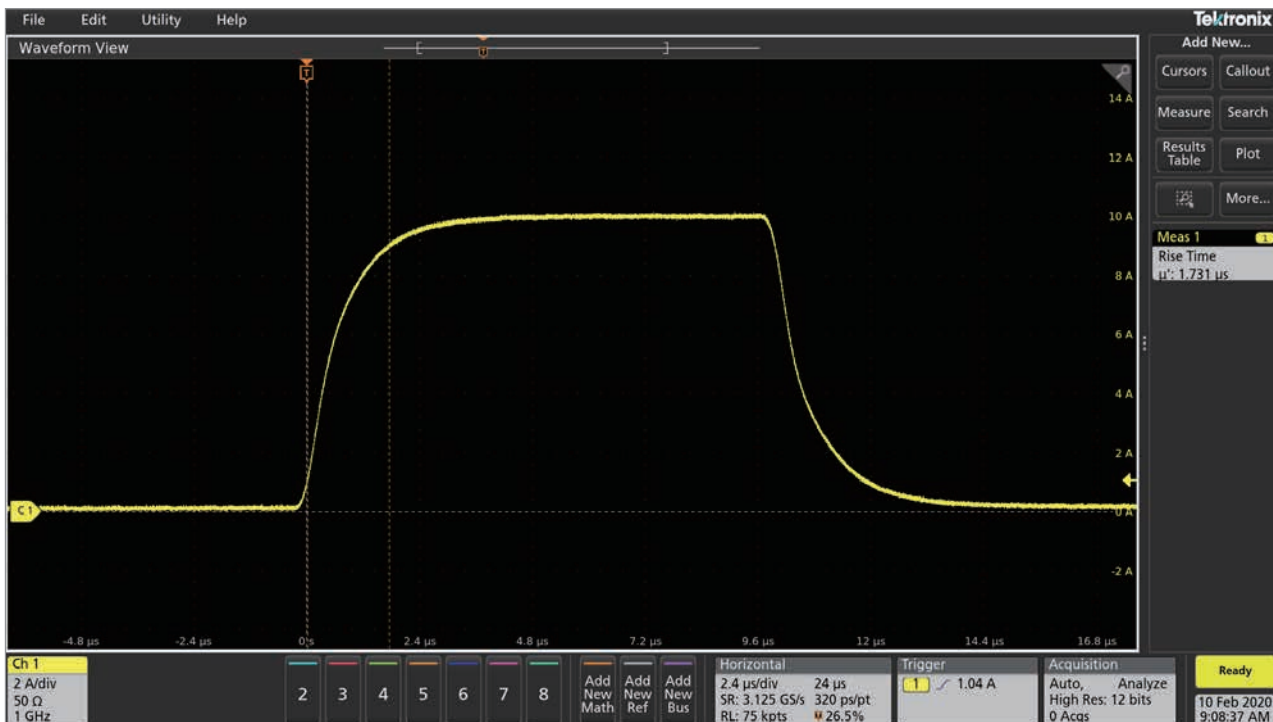 File Edit Utility Help
Tektronix
Waveform View
Add New...
T
T
Cursors Callout
Measure Search
Results Table Plot
More...
Meas 1 1
Rise Time
µ': 1.731 µs
14 A
12 A
10 A
8 A
6 A
4 A
2 A
0 A
-2 A
C 1
-4.8 µs -2.4 µs 0 s 2.4 µs 4.8 µs 7.2 µs 9.6 µs 12 µs 14.4 µs 16.8 µs
Ch 1
2 A/div
50 Ω
1 GHz
2 3 4 5 6 7 8
Add New Math
Add New Ref
Add New Bus
Horizontal
2.4 µs/div 24 µs
SR: 3.125 GS/s 320 ps/pt
RL: 75 kpts 26.5%
Trigger
1 1.04 A
Acquisition
Auto, Analyze
High Res: 12 bits
0 Acqs
Ready
10 Feb 2020
9:08:37 AM